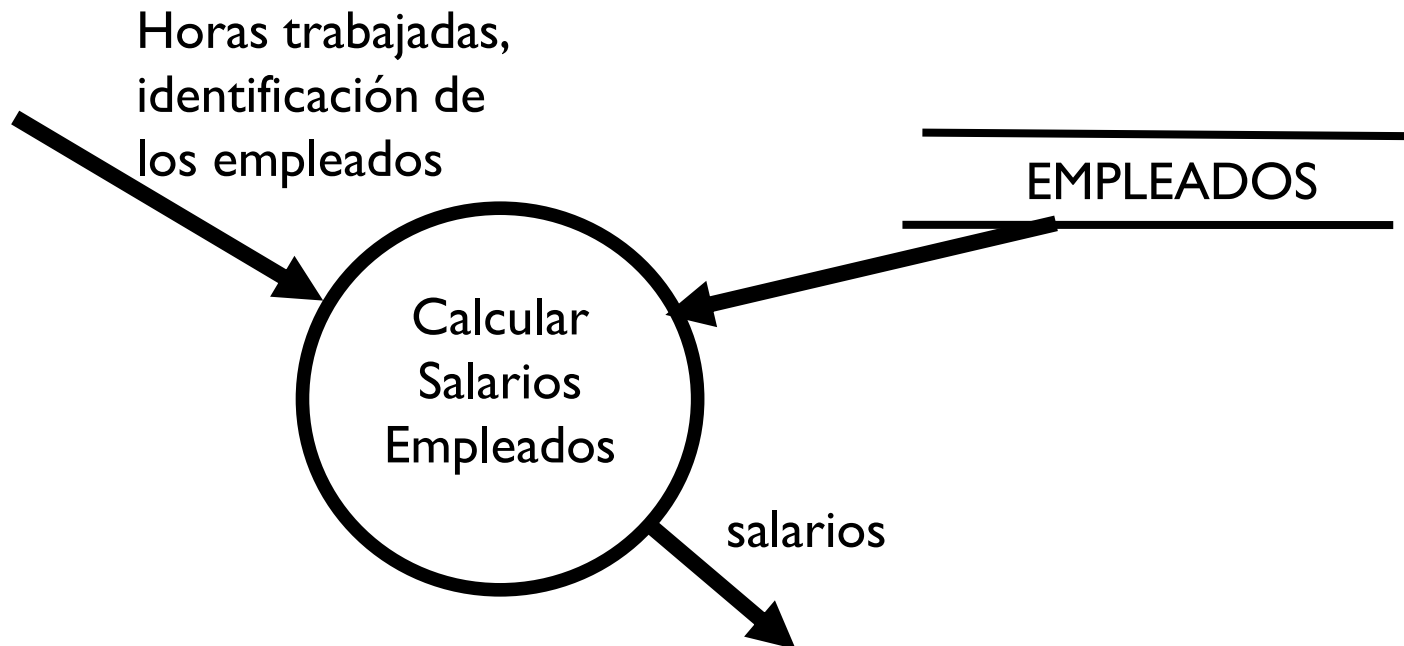 Horas trabajadas,
identificación de
los empleados
EMPLEADOS
Calcular
Salarios
Empleados
salarios